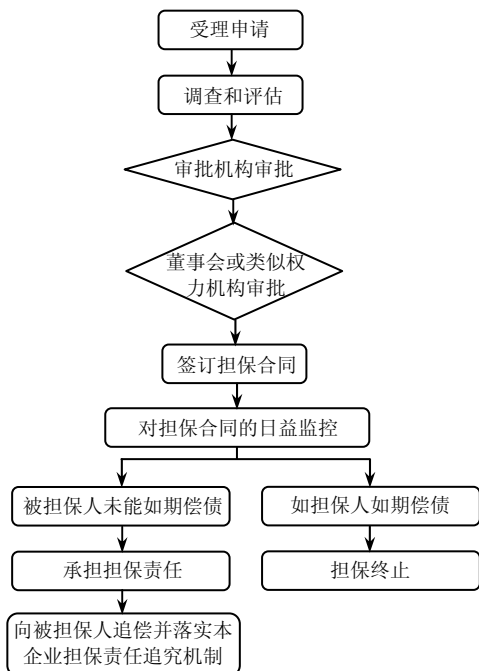 受理申请
调查和评估
审批机构审批
董事会或类似权
力机构审批
签订担保合同
对担保合同的日益监控
被担保人未能如期偿债
如担保人如期偿债
承担担保责任
担保终止
向被担保人追偿并落实本
企业担保责任追究机制